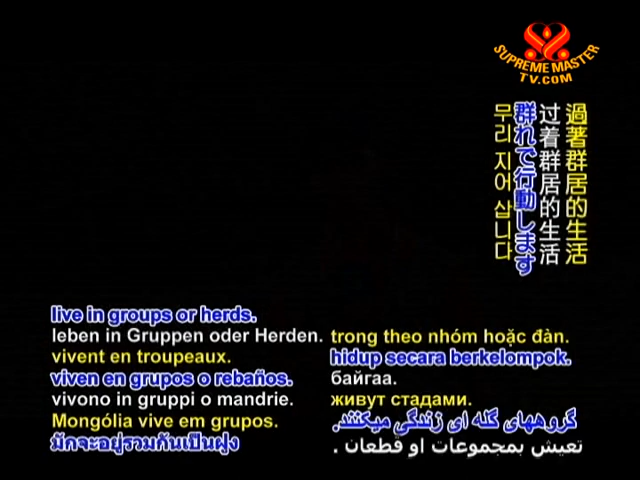 SUPREME MASTER
TV.COM
過著群居的生活
过着群居的生活
群れで行動します
무리 지어 삽니다
live in groups or herds.
leben in Gruppen oder Herden.
vivent en troupeaux.
viven en grupos o rebaños.
vivono in gruppi o mandrie.
Mongólia vive em grupos.
มักจะอยู่รวมกันเป็นฝูง
trong theo nhóm hoặc đàn.
hidup secara berkelompok.
байгаа.
живут стадами.
گروههای گله ای زندگی میکنند.
تعيش بمجموعات او قطعان .